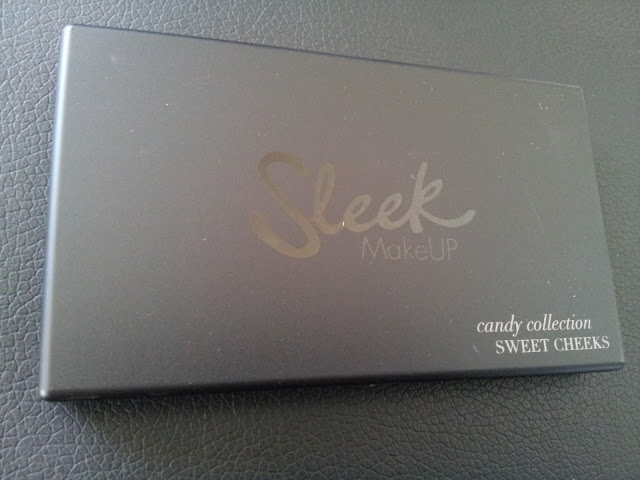 Sleek
MakeUP
candy collection
SWEET CHEEKS